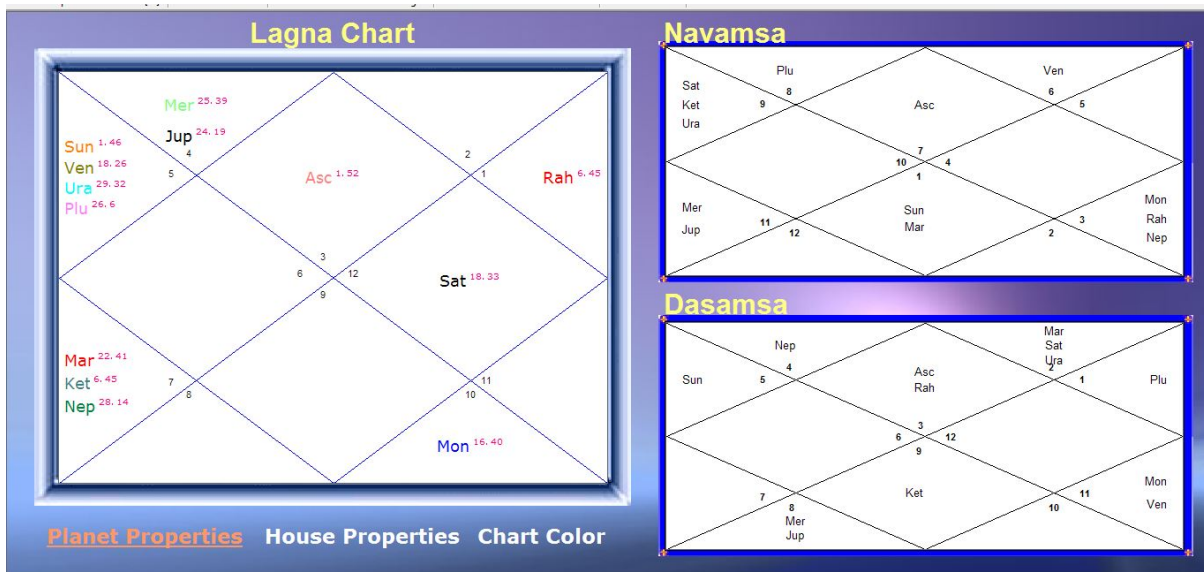 Lagna Chart
Mer 25. 39
Jup 24. 19
4
5
Sun 1. 46
Ven 18. 26
Ura 29. 32
Plu 26. 6
Asc 1. 52
2
1
Rah 6. 45
3
6 12
9
Sat 18. 33
Mar 22. 41
Ket 6. 45
Nep 28. 14
7
8
11
10
Mon 16. 40
Planet Properties House Properties Chart Color
Navamsa
Plu
8
9
Sat
Ket
Ura
Asc
Ven
6
5
7
10 4
1
Mer
Jup
11
12
Sun
Mar
3
2
Mon
Rah
Nep
Dasamsa
Nep
4
5
Sun
Asc
Rah
Mar
Sat
Ura
2
1
Plu
3
6 12
9
7
8
Mer
Jup
Ket
11
10
Mon
Ven